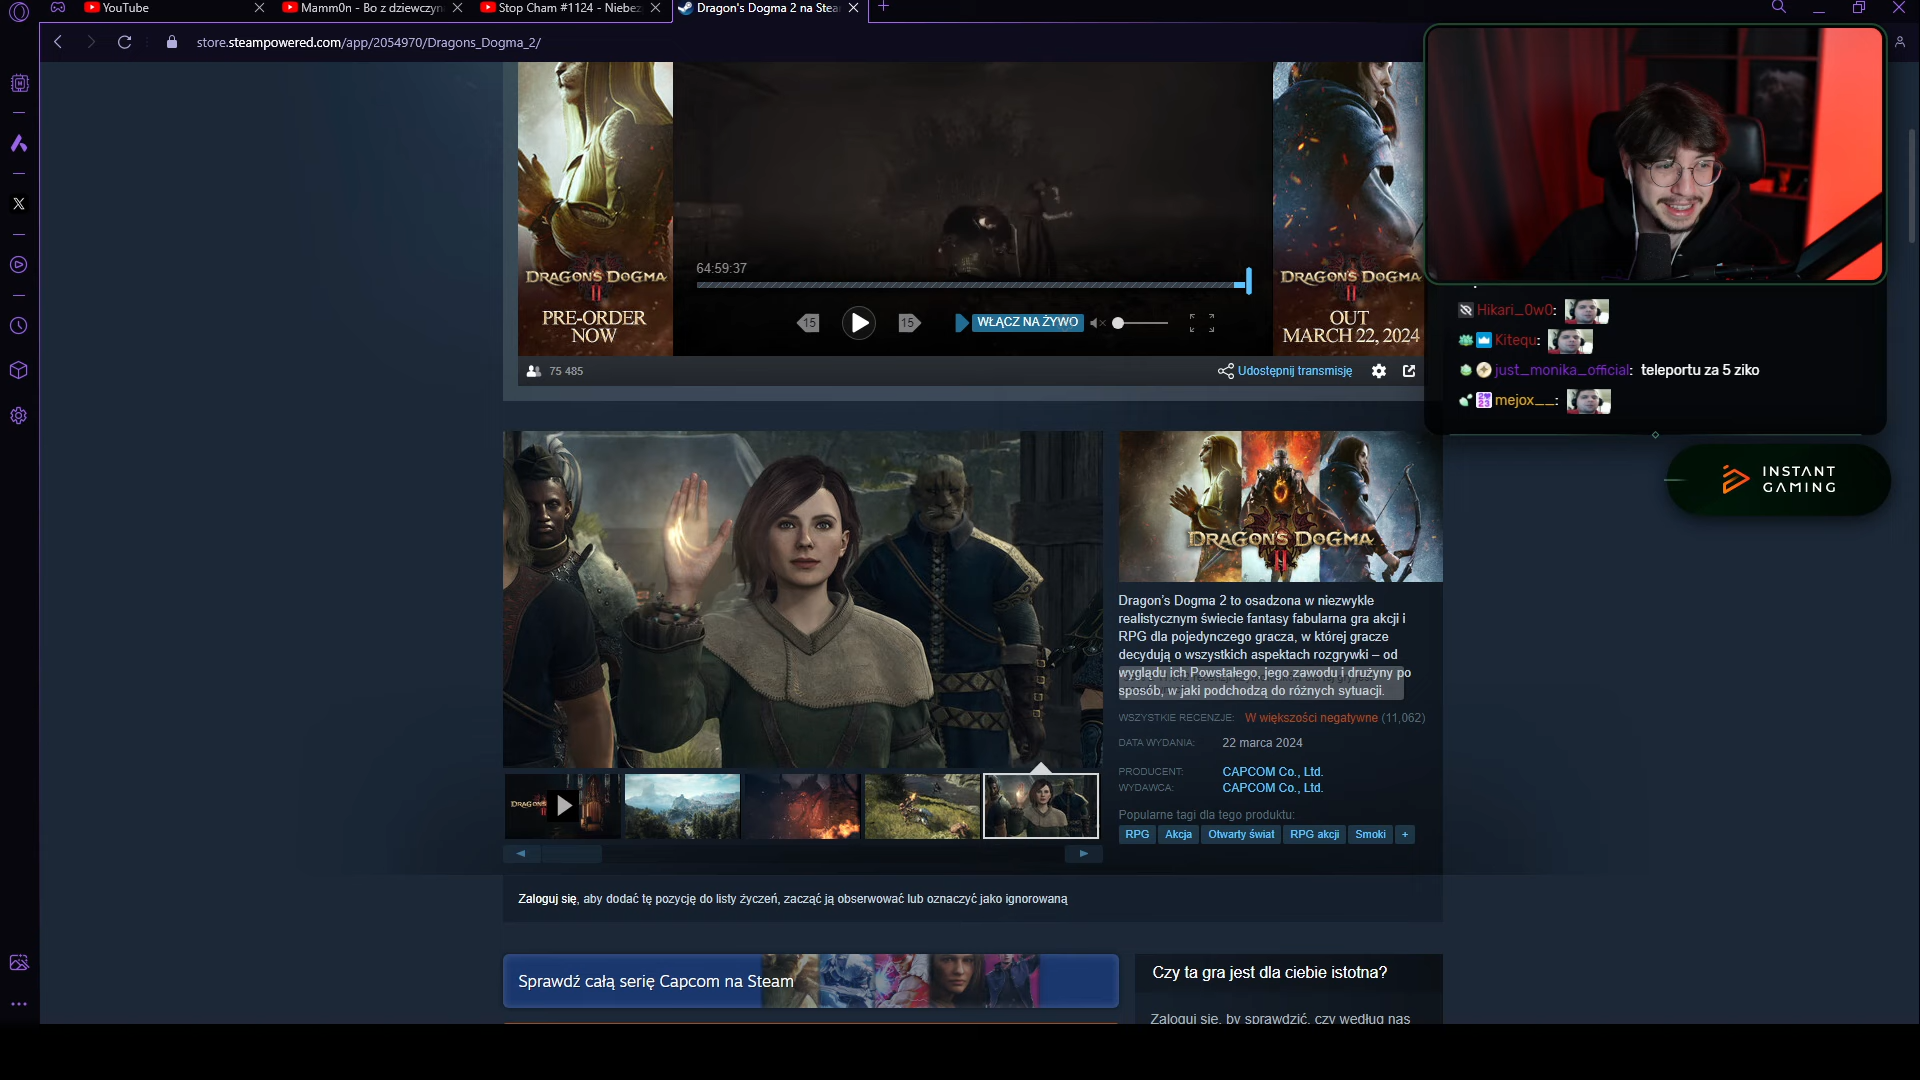 YouTube
Mamm0n - Bo z dziewczyn
Stop Cham #1124 - Niebez
Dragon's Dogma 2 na Stea
store.steampowered.com/app/2054970/Dragons_Dogma_2/
DRAGON'S DOGMA
II
PRE-ORDER
NOW
64:59:37
15
15
WŁĄCZ NA ŻYWO
DRAGON'S DOGMA
II
OUT
MARCH 22, 2024
75 485
Udostępnij transmisję
Hikari_0w0:
Kitequ:
just_monika_official: teleportu za 5 ziko
mejox__:
INSTANT
GAMING
DRAGON'S DOGMA
II
Dragon's Dogma 2 to osadzona w niezwykle
realistycznym świecie fantasy fabularna gra akcji i
RPG dla pojedynczego gracza, w której gracze
decydują o wszystkich aspektach rozgrywki – od
wyglądu ich Powstałego, jego zawodu i drużyny po
sposób, w jaki podchodzą do różnych sytuacji.
WSZYSTKIE RECENZJE: W większości negatywne (11,062)
DATA WYDANIA: 22 marca 2024
PRODUCENT: CAPCOM Co., Ltd.
WYDAWCA: CAPCOM Co., Ltd.
Popularne tagi dla tego produktu:
RPG Akcja Otwarty świat RPG akcji Smoki +
Zaloguj się, aby dodać tę pozycję do listy życzeń, zacząć ją obserwować lub oznaczyć jako ignorowaną
Sprawdź całą serię Capcom na Steam
Czy ta gra jest dla ciebie istotna?
Zaloguj się, by sprawdzić, czy według nas